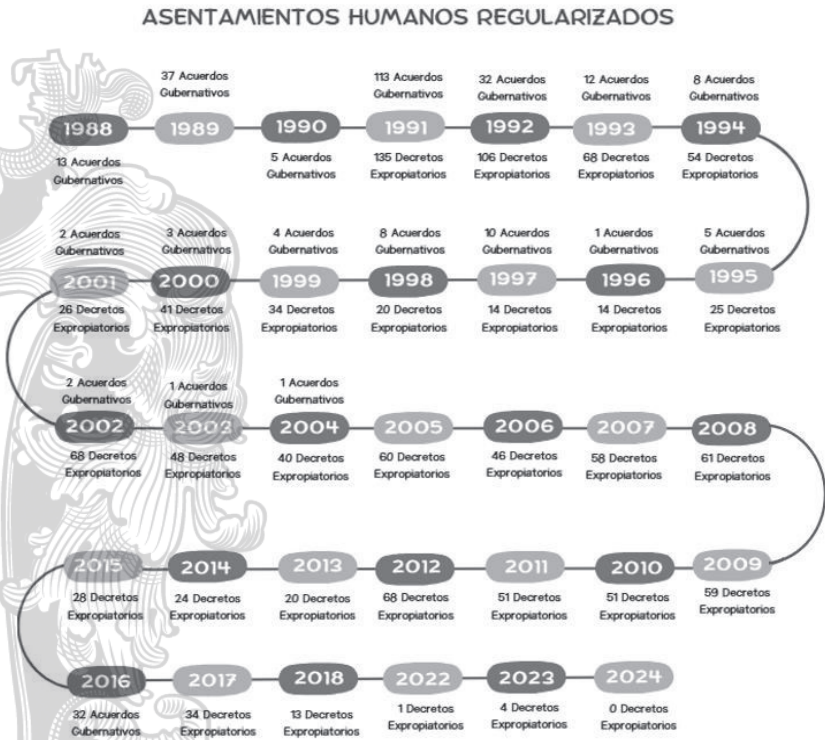 ASENTAMIENTOS HUMANOS REGULARIZADOS
37 Acuerdos
Gubernativos
113 Acuerdos
Gubernativos
32 Acuerdos
Gubernativos
12 Acuerdos
Gubernativos
8 Acuerdos
Gubernativos
1988
1989
1990
1991
1992
1993
1994
13 Acuerdos
Gubernativos
5 Acuerdos
Gubernativos
135 Decretos
Expropiatorios
106 Decretos
Expropiatorios
68 Decretos
Expropiatorios
54 Decretos
Expropiatorios
2 Acuerdos
Gubernativos
3 Acuerdos
Gubernativos
4 Acuerdos
Gubernativos
8 Acuerdos
Gubernativos
10 Acuerdos
Gubernativos
1 Acuerdos
Gubernativos
5 Acuerdos
Gubernativos
2001
2000
1999
1998
1997
1996
1995
26 Decretos
Expropiatorios
41 Decretos
Expropiatorios
34 Decretos
Expropiatorios
20 Decretos
Expropiatorios
14 Decretos
Expropiatorios
14 Decretos
Expropiatorios
25 Decretos
Expropiatorios
2 Acuerdos
Gubernativos
1 Acuerdos
Gubernativos
1 Acuerdos
Gubernativos
2002
2003
2004
2005
2006
2007
2008
68 Decretos
Expropiatorios
48 Decretos
Expropiatorios
40 Decretos
Expropiatorios
60 Decretos
Expropiatorios
46 Decretos
Expropiatorios
58 Decretos
Expropiatorios
61 Decretos
Expropiatorios
2015
2014
2013
2012
2011
2010
2009
28 Decretos
Expropiatorios
24 Decretos
Expropiatorios
20 Decretos
Expropiatorios
68 Decretos
Expropiatorios
51 Decretos
Expropiatorios
51 Decretos
Expropiatorios
59 Decretos
Expropiatorios
2016
2017
2018
2022
2023
2024
32 Acuerdos
Gubernativos
34 Decretos
Expropiatorios
13 Decretos
Expropiatorios
1 Decretos
Expropiatorios
4 Decretos
Expropiatorios
0 Decretos
Expropiatorios